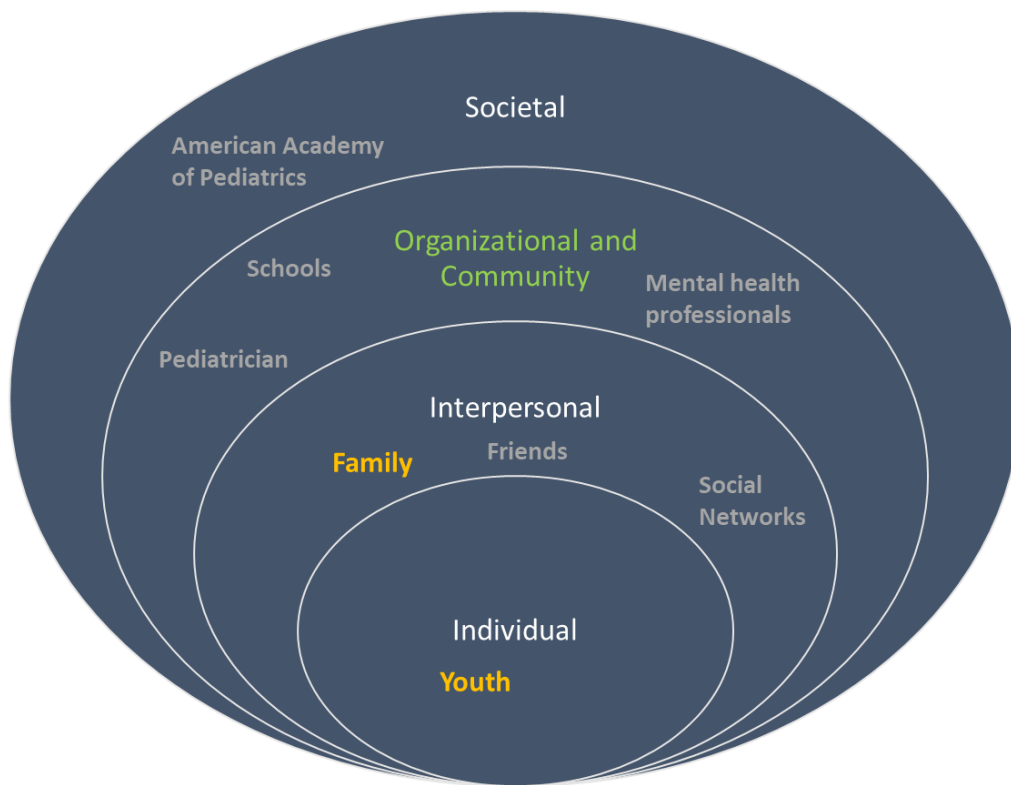 Societal
American Academy
of Pediatrics
Organizational and
Community
Schools
Mental health
professionals
Pediatrician
Interpersonal
Friends
Family
Social
Networks
Individual
Youth